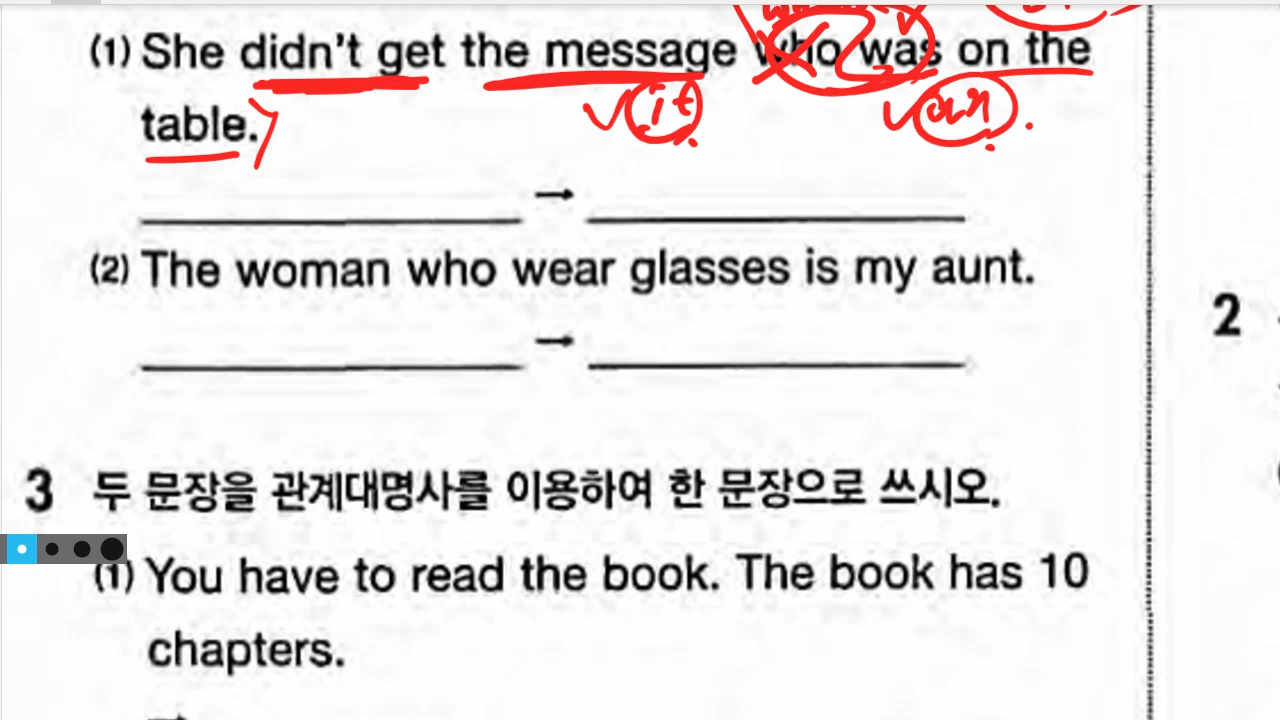 (1) She didn't get the message who was on the
table.
it
→
(2) The woman who wear glasses is my aunt.
→
2
3 두 문장을 관계대명사를 이용하여 한 문장으로 쓰시오.
(1) You have to read the book. The book has 10
chapters.